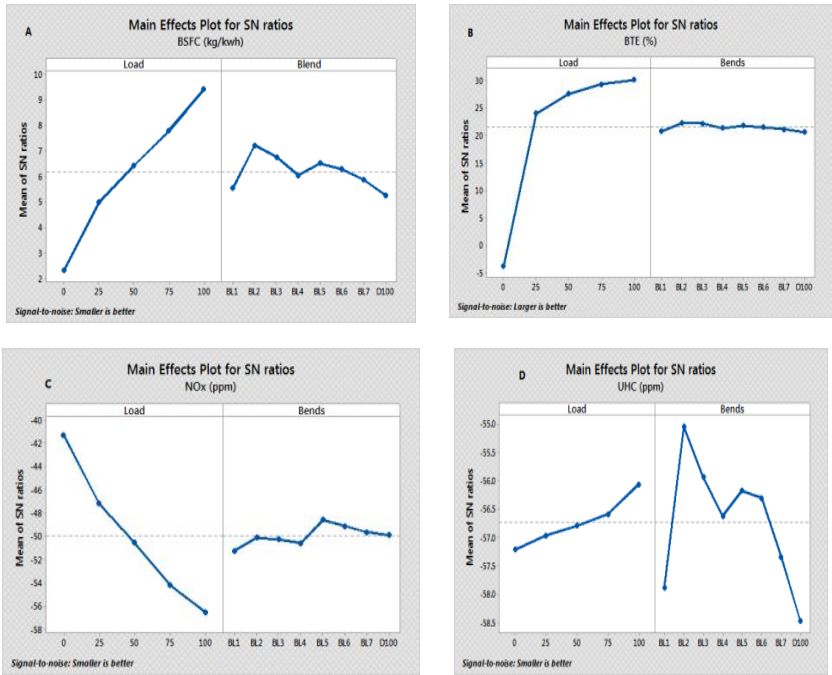 A
Main Effects Plot for SN ratios
BSFC (kg/kwh)
Load Blend
Mean of SN ratios
10
9
8
7
6
5
4
3
2
0 25 50 75 100 BL1 BL2 BL3 BL4 BL5 BL6 BL7 D100
Signal-to-noise: Smaller is better
B
Main Effects Plot for SN ratios
BTE (%)
Load Bends
Mean of SN ratios
30
25
20
15
10
5
0
-5
0 25 50 75 100 BL1 BL2 BL3 BL4 BL5 BL6 BL7 D100
Signal-to-noise: Larger is better
C
Main Effects Plot for SN ratios
NOx (ppm)
Load Bends
Mean of SN ratios
-40
-42
-44
-46
-48
-50
-52
-54
-56
-58
0 25 50 75 100 BL1 BL2 BL3 BL4 BL5 BL6 BL7 D100
Signal-to-noise: Smaller is better
D
Main Effects Plot for SN ratios
UHC (ppm)
Load Bends
Mean of SN ratios
-55.0
-55.5
-56.0
-56.5
-57.0
-57.5
-58.0
-58.5
0 25 50 75 100 BL1 BL2 BL3 BL4 BL5 BL6 BL7 D100
Signal-to-noise: Smaller is better